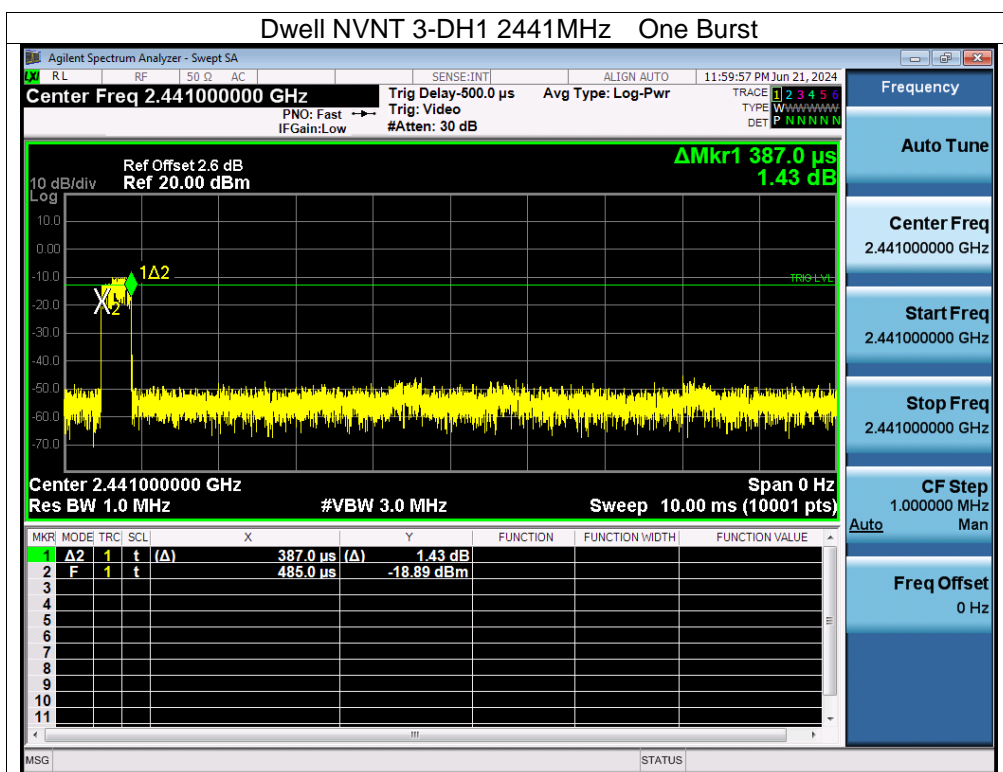 Dwell NVNT 3-DH1 2441MHz One Burst
Agilent Spectrum Analyzer - Swept SA
LXI RL RF 50 Ω AC SENSE:INT ALIGN AUTO 11:59:57 PM Jun 21, 2024
Center Freq 2.441000000 GHz
PNO: Fast
IFGain:Low
Trig Delay-500.0 µs
Trig: Video
#Atten: 30 dB
Avg Type: Log-Pwr
TRACE 1 2 3 4 5 6
TYPE WWWWWW
DET P N N N N N
Frequency
Auto Tune
Center Freq
2.441000000 GHz
Start Freq
2.441000000 GHz
Stop Freq
2.441000000 GHz
CF Step
1.000000 MHz
Auto Man
Freq Offset
0 Hz
ΔMkr1 387.0 µs
1.43 dB
Ref Offset 2.6 dB
10 dB/div Ref 20.00 dBm
Log
10.0
0.00
-10.0
-20.0
-30.0
-40.0
-50.0
-60.0
-70.0
1Δ2
2
TRIG LVL
Center 2.441000000 GHz Span 0 Hz
Res BW 1.0 MHz #VBW 3.0 MHz Sweep 10.00 ms (10001 pts)
MKR MODE TRC SCL X Y FUNCTION FUNCTION WIDTH FUNCTION VALUE
1 Δ2 1 t (Δ) 387.0 µs (Δ) 1.43 dB
2 F 1 t 485.0 µs -18.89 dBm
3
4
5
6
7
8
9
10
11
MSG STATUS